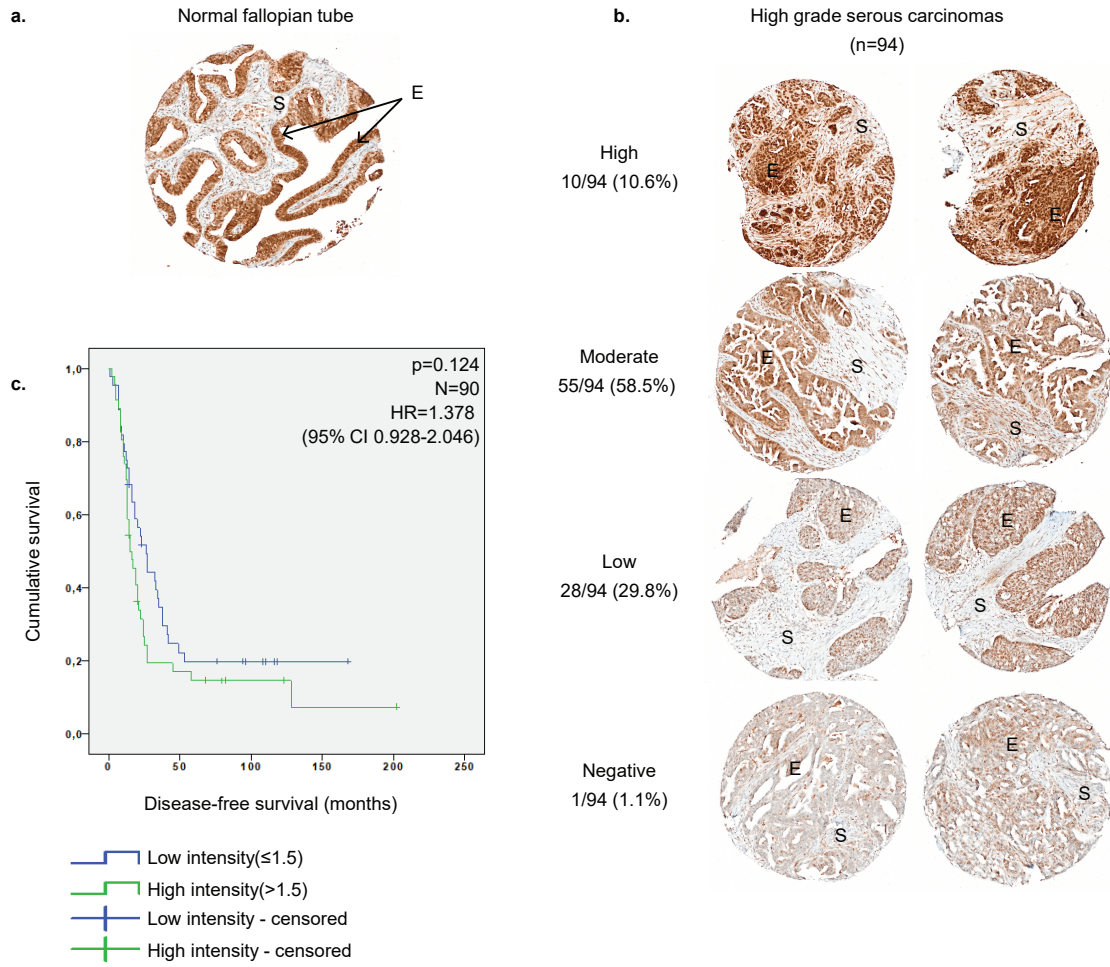 a.
Normal fallopian tube
S
E
b.
High grade serous carcinomas
(n=94)
High
10/94 (10.6%)
E
S
S
E
Moderate
55/94 (58.5%)
E
S
E
S
Low
28/94 (29.8%)
E
S
E
S
Negative
1/94 (1.1%)
E
S
E
S
c.
p=0.124
N=90
HR=1.378
(95% CI 0.928-2.046)
Cumulative survival
1,0
0,8
0,6
0,4
0,2
0,0
0 50 100 150 200 250
Disease-free survival (months)
Low intensity(≤1.5)
High intensity(>1.5)
Low intensity - censored
High intensity - censored